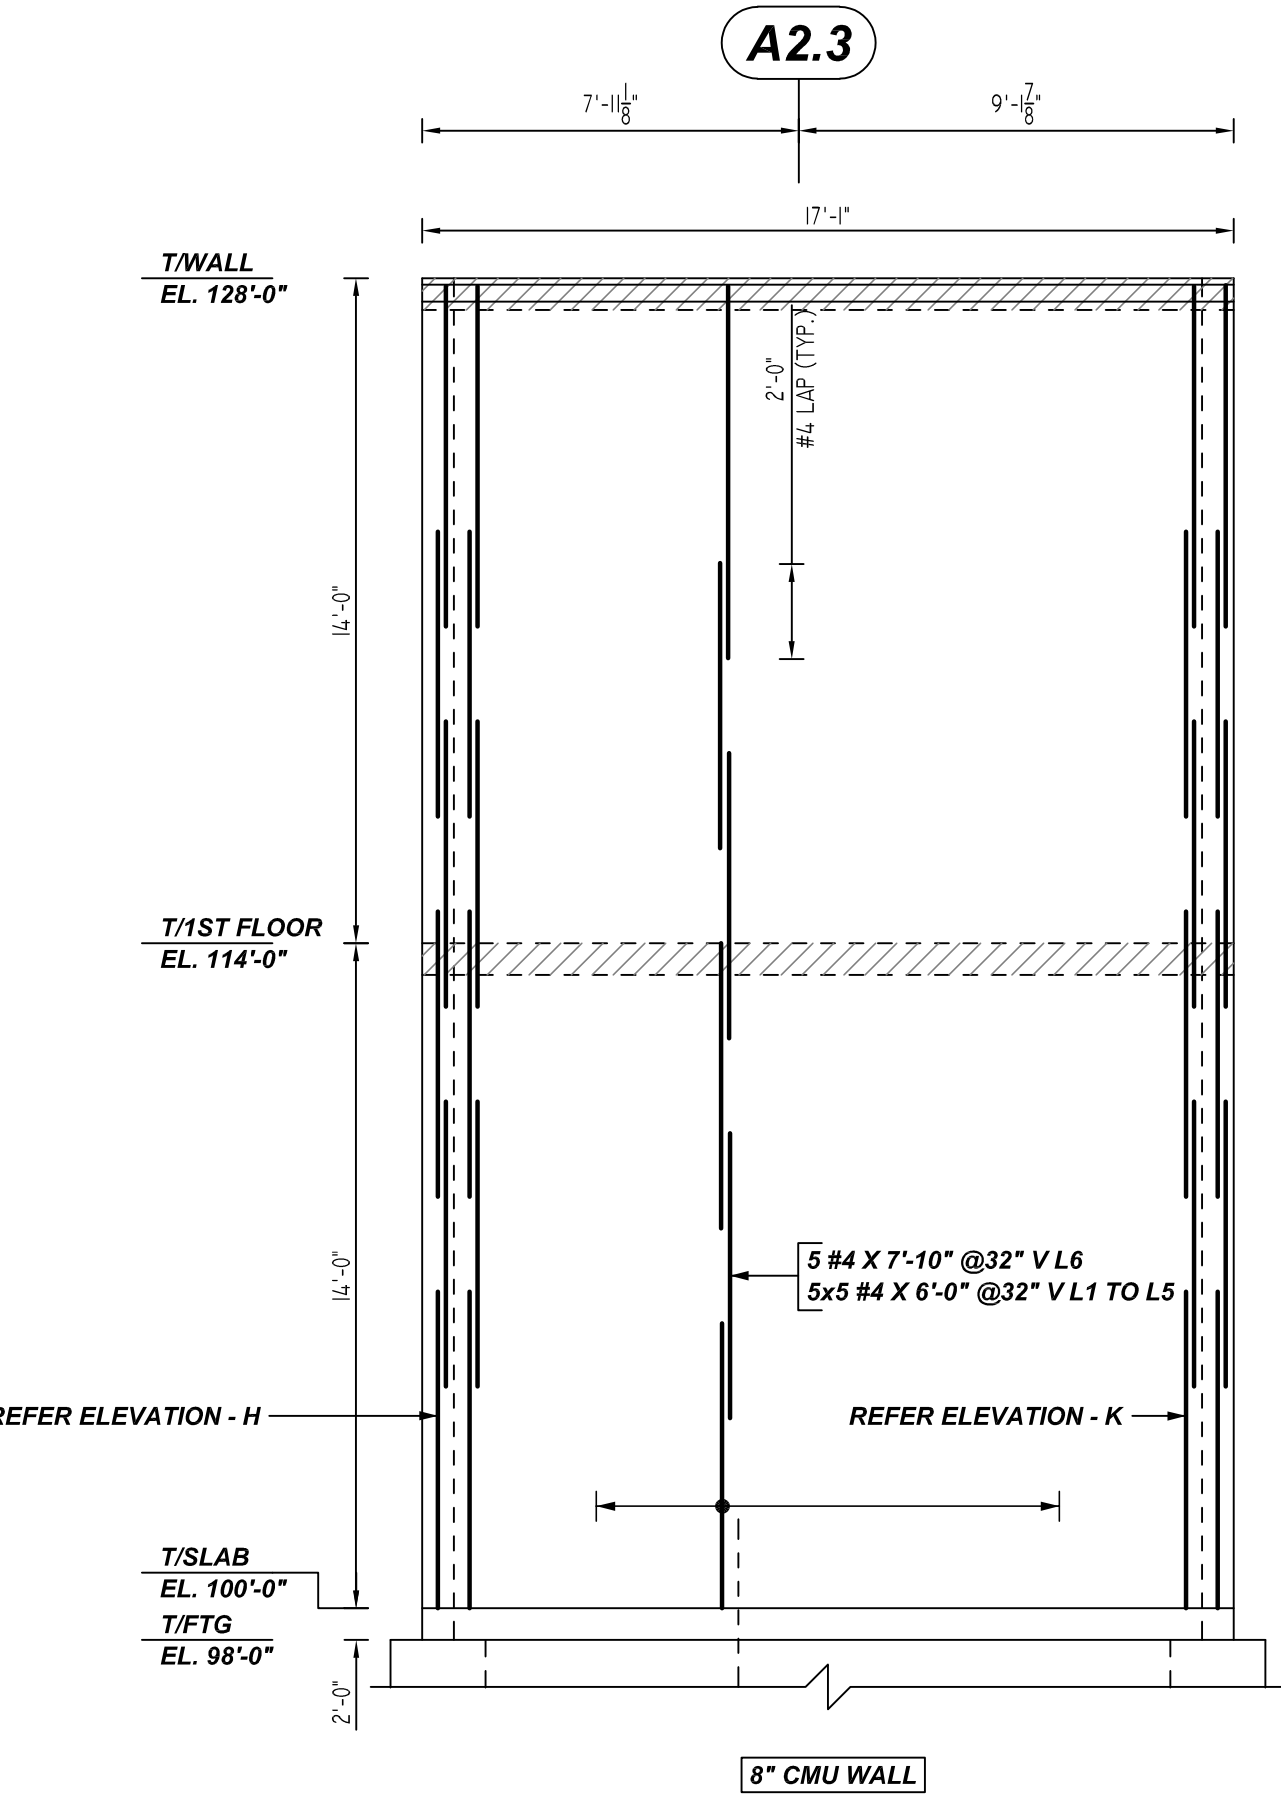 A2.3
7'-11 1/8"
9'-1 7/8"
17'-1"
T/WALL
EL. 128'-0"
2'-0"
#4 LAP (TYP.)
14'-0"
T/1ST FLOOR
EL. 114'-0"
14'-0"
5 #4 X 7'-10" @32" V L6
5x5 #4 X 6'-0" @32" V L1 TO L5
REFER ELEVATION - H
REFER ELEVATION - K
T/SLAB
EL. 100'-0"
T/FTG
EL. 98'-0"
2'-0"
8" CMU WALL